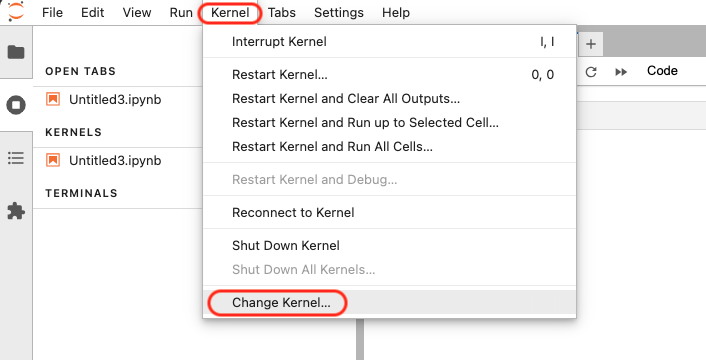 File Edit View Run Kernel Tabs Settings Help
OPEN TABS
Untitled3.ipynb
KERNELS
Untitled3.ipynb
TERMINALS
Interrupt Kernel I, I
Restart Kernel... 0, 0
Restart Kernel and Clear All Outputs...
Restart Kernel and Run up to Selected Cell...
Restart Kernel and Run All Cells...
Restart Kernel and Debug...
Reconnect to Kernel
Shut Down Kernel
Shut Down All Kernels...
Change Kernel...
Code